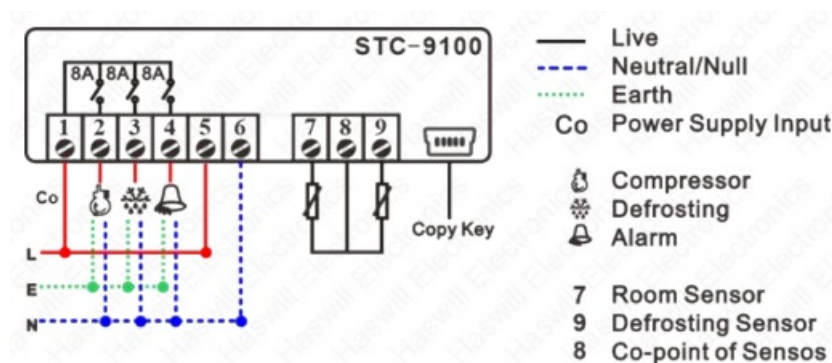 STC-9100
8A 8A 8A
1 2 3 4 5 6 7 8 9
Co
Copy Key
L
E
N
Live
Neutral/Null
Earth
Co Power Supply Input
Compressor
Defrosting
Alarm
7 Room Sensor
9 Defrosting Sensor
8 Co-point of Sensos
Haswill Electronics